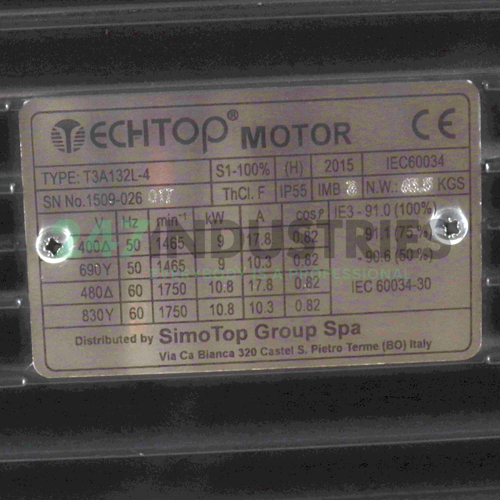 TECHTOP® MOTOR CE
TYPE: T3A132L-4 S1-100% (H) 2015 IEC60034
SN No.1509-026 017 ThCl. F IP55 IMB N.W.: KGS
V Hz min⁻¹ kW A cosφ IE3 - 91.0 (100%)
400Δ 50 1465 9 17.8 0.82 - 91.1 (75%)
690Y 50 1465 9 10.3 0.82 - 90.6 (50%)
480Δ 60 1750 10.8 17.8 0.82 IEC 60034-30
830Y 60 1750 10.8 10.3 0.82
Distributed by SimoTop Group Spa
Via Ca Bianca 320 Castel S. Pietro Terme (BO) Italy
247 INDUSTRIES